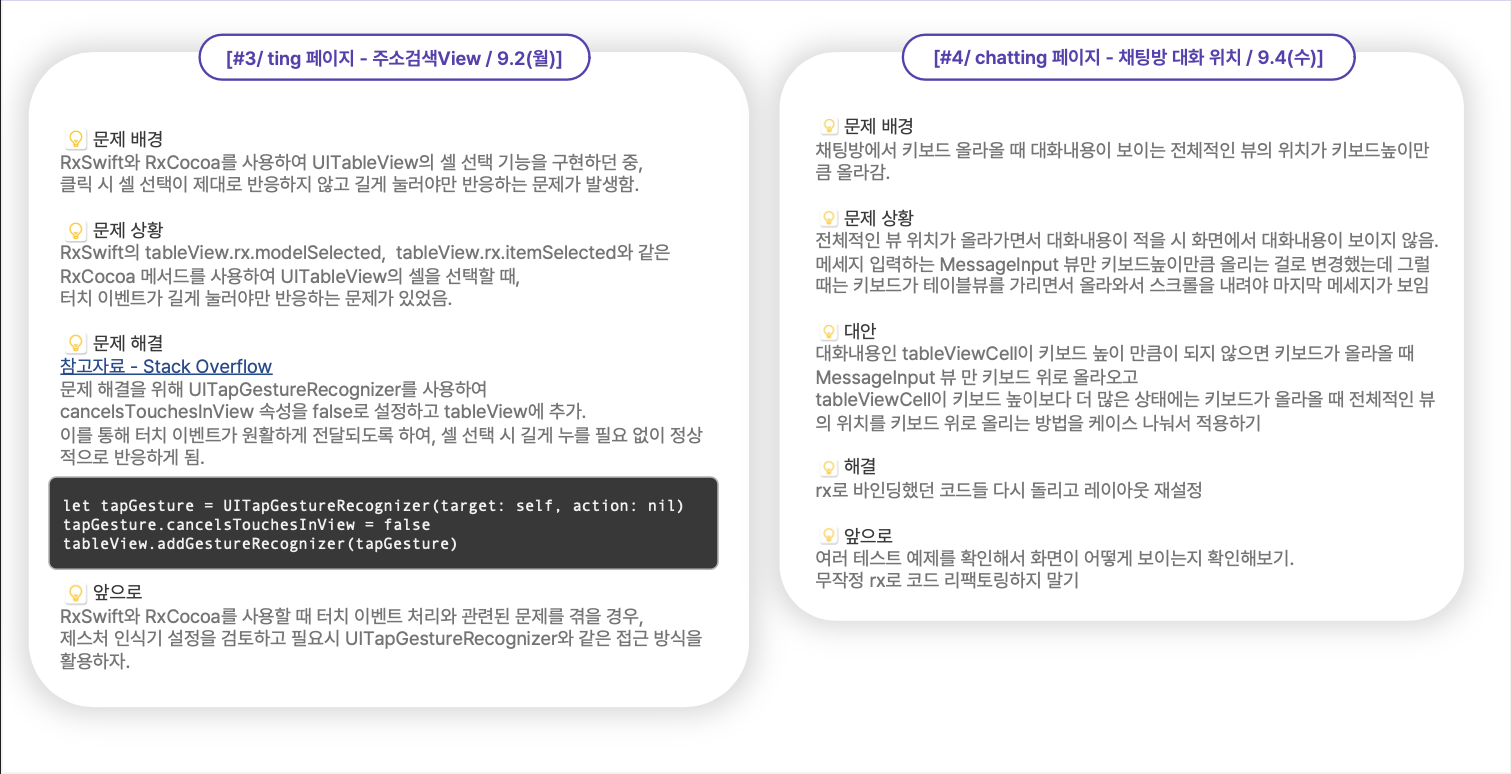 [#3/ ting 페이지 - 주소검색View / 9.2(월)]
문제 배경
RxSwift와 RxCocoa를 사용하여 UITableView의 셀 선택 기능을 구현하던 중,
클릭 시 셀 선택이 제대로 반응하지 않고 길게 눌러야만 반응하는 문제가 발생함.
문제 상황
RxSwift의 tableView.rx.modelSelected, tableView.rx.itemSelected와 같은
RxCocoa 메서드를 사용하여 UITableView의 셀을 선택할 때,
터치 이벤트가 길게 눌러야만 반응하는 문제가 있었음.
문제 해결
참고자료 - Stack Overflow
문제 해결을 위해 UITapGestureRecognizer를 사용하여
cancelsTouchesInView 속성을 false로 설정하고 tableView에 추가.
이를 통해 터치 이벤트가 원활하게 전달되도록 하여, 셀 선택 시 길게 누를 필요 없이 정상
적으로 반응하게 됨.
let tapGesture = UITapGestureRecognizer(target: self, action: nil)
tapGesture.cancelsTouchesInView = false
tableView.addGestureRecognizer(tapGesture)
앞으로
RxSwift와 RxCocoa를 사용할 때 터치 이벤트 처리와 관련된 문제를 겪을 경우,
제스처 인식기 설정을 검토하고 필요시 UITapGestureRecognizer와 같은 접근 방식을
활용하자.
[#4/ chatting 페이지 - 채팅방 대화 위치 / 9.4(수)]
문제 배경
채팅방에서 키보드 올라올 때 대화내용이 보이는 전체적인 뷰의 위치가 키보드높이만
큼 올라감.
문제 상황
전체적인 뷰 위치가 올라가면서 대화내용이 적을 시 화면에서 대화내용이 보이지 않음.
메세지 입력하는 MessageInput 뷰만 키보드높이만큼 올리는 걸로 변경했는데 그럴
때는 키보드가 테이블뷰를 가리면서 올라와서 스크롤을 내려야 마지막 메세지가 보임
대안
대화내용인 tableViewCell이 키보드 높이 만큼이 되지 않으면 키보드가 올라올 때
MessageInput 뷰 만 키보드 위로 올라오고
tableViewCell이 키보드 높이보다 더 많은 상태에는 키보드가 올라올 때 전체적인 뷰
의 위치를 키보드 위로 올리는 방법을 케이스 나눠서 적용하기
해결
rx로 바인딩했던 코드들 다시 돌리고 레이아웃 재설정
앞으로
여러 테스트 예제를 확인해서 화면이 어떻게 보이는지 확인해보기.
무작정 rx로 코드 리팩토링하지 말기